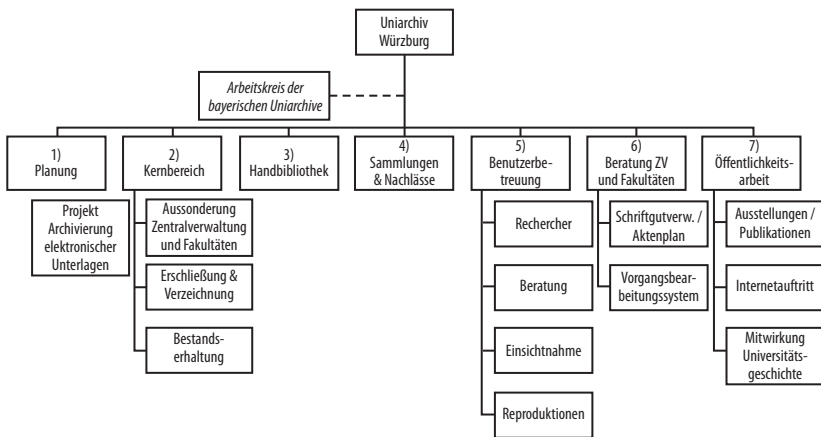 Uniarchiv
Würzburg
Arbeitskreis der
bayerischen Uniarchive
1)
Planung
2)
Kernbereich
3)
Handbibliothek
4)
Sammlungen
& Nachlässe
5)
Benutzerbe-
treuung
6)
Beratung ZV
und Fakultäten
7)
Öffentlichkeits-
arbeit
Projekt
Archivierung
elektronischer
Unterlagen
Aussonderung
Zentralverwaltung
und Fakultäten
Erschließung &
Verzeichnung
Bestands-
erhaltung
Rechercher
Beratung
Einsichtnahme
Reproduktionen
Schriftgutverw. /
Aktenplan
Vorgangsbear-
beitungssystem
Ausstellungen /
Publikationen
Internetauftritt
Mitwirkung
Universitäts-
geschichte